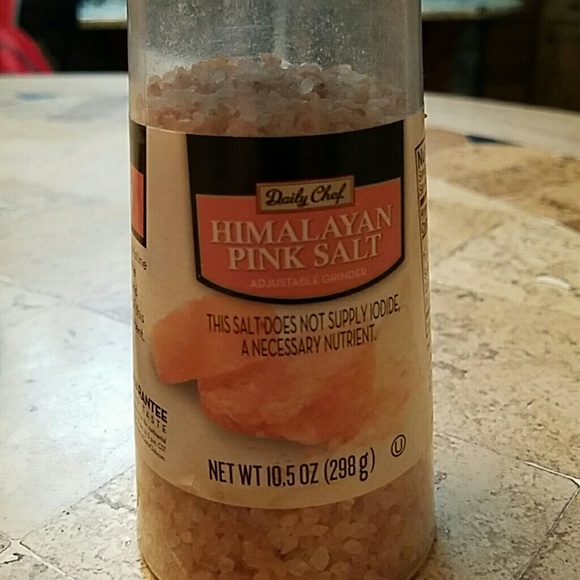 Daily Chef
HIMALAYAN
PINK SALT
ADJUSTABLE GRINDER
THIS SALT DOES NOT SUPPLY IODIDE,
A NECESSARY NUTRIENT.
NET WT 10.5 OZ (298g)
U